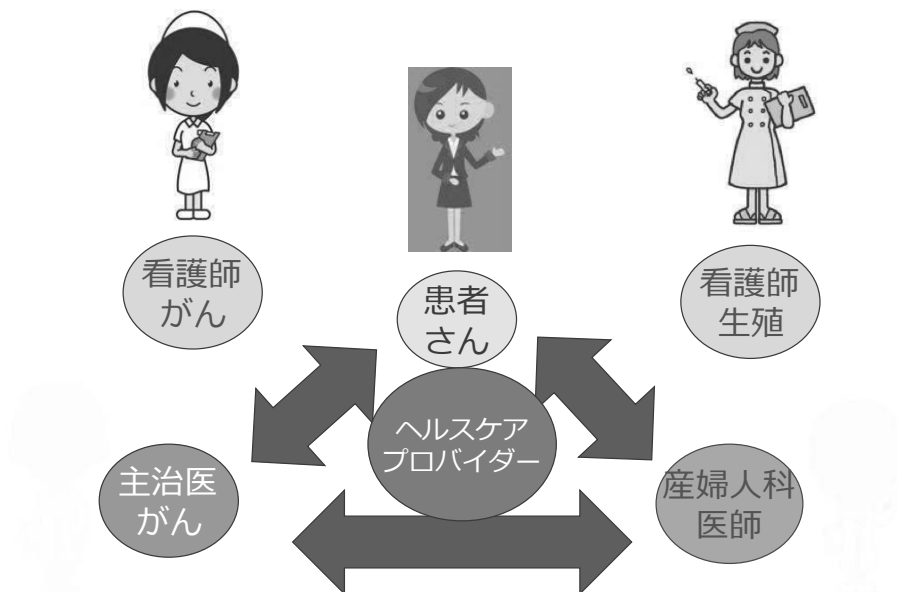 看護師
がん
患者
さん
看護師
生殖
ヘルスケア
プロバイダー
主治医
がん
産婦人科
医師